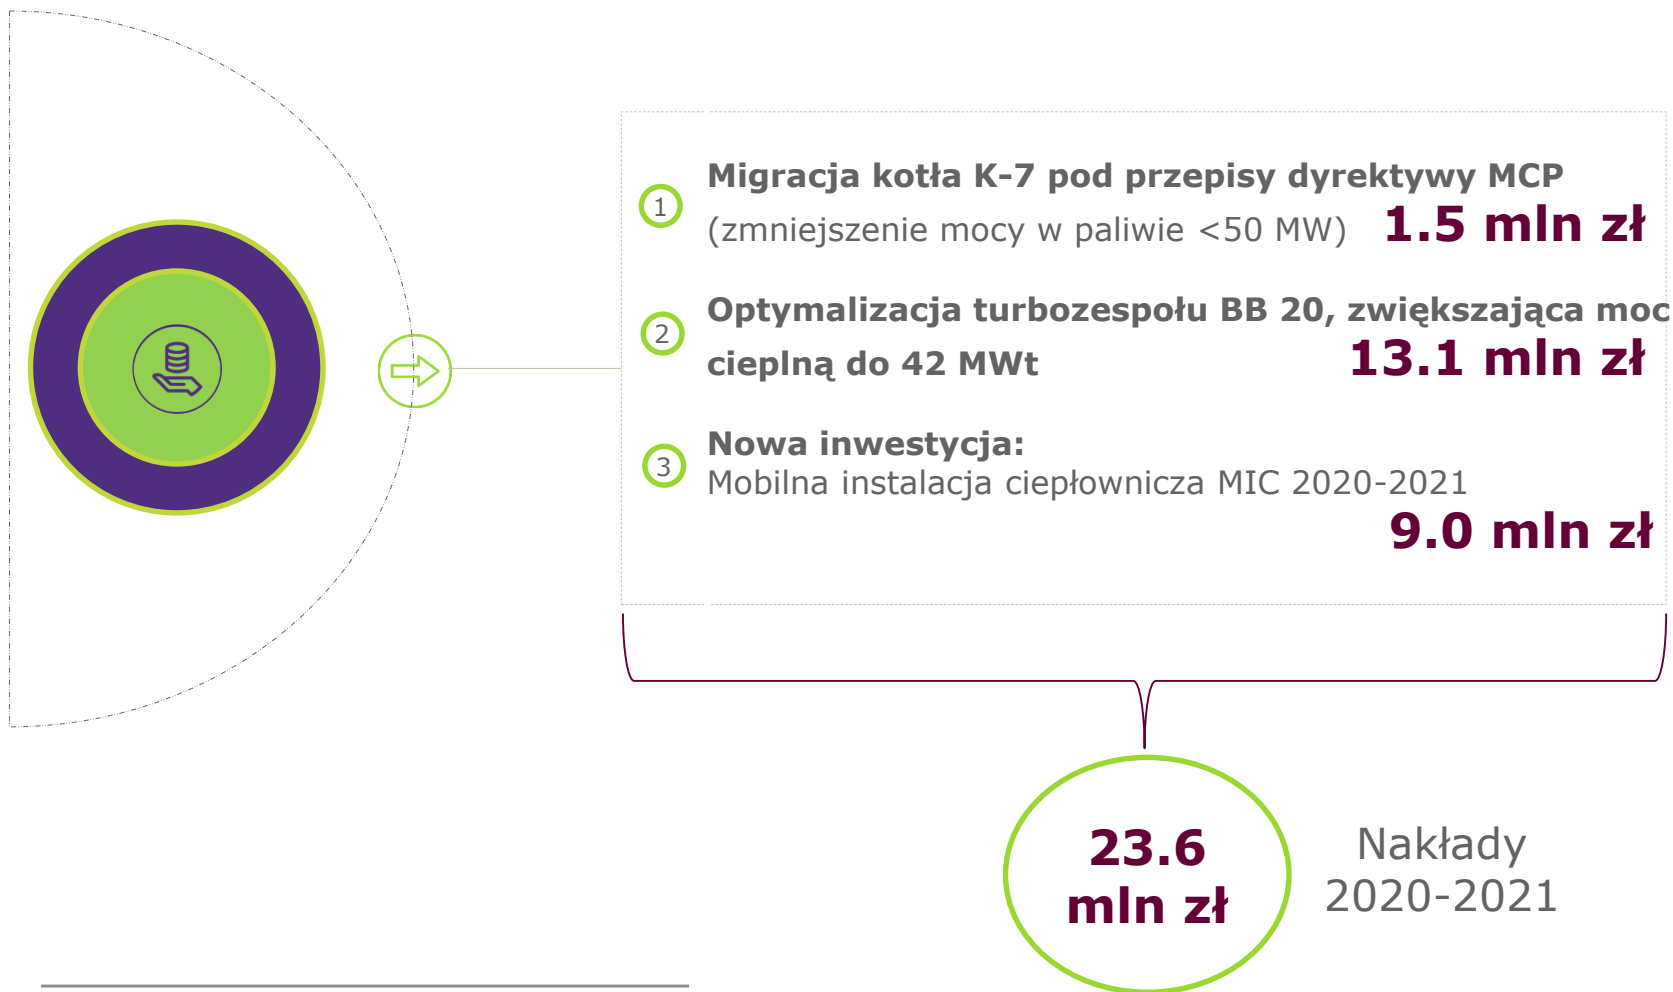 1
Migracja kotła K-7 pod przepisy dyrektywy MCP
(zmniejszenie mocy w paliwie <50 MW) 1.5 mln zł
2
Optymalizacja turbozespołu BB 20, zwiększająca moc
cieplną do 42 MWt 13.1 mln zł
3
Nowa inwestycja:
Mobilna instalacja ciepłownicza MIC 2020-2021
9.0 mln zł
23.6
mln zł
Nakłady
2020-2021